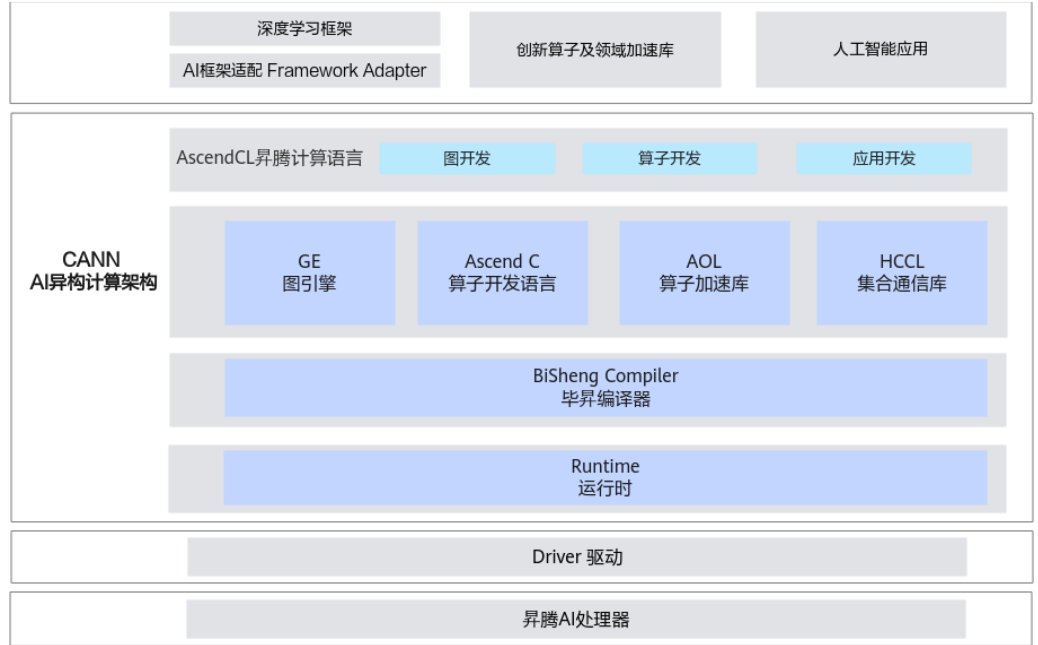 深度学习框架
AI框架适配 Framework Adapter
创新算子及领域加速库
人工智能应用
CANN
AI异构计算架构
AscendCL昇腾计算语言
图开发
算子开发
应用开发
GE
图引擎
Ascend C
算子开发语言
AOL
算子加速库
HCCL
集合通信库
BiSheng Compiler
毕昇编译器
Runtime
运行时
Driver 驱动
昇腾AI处理器